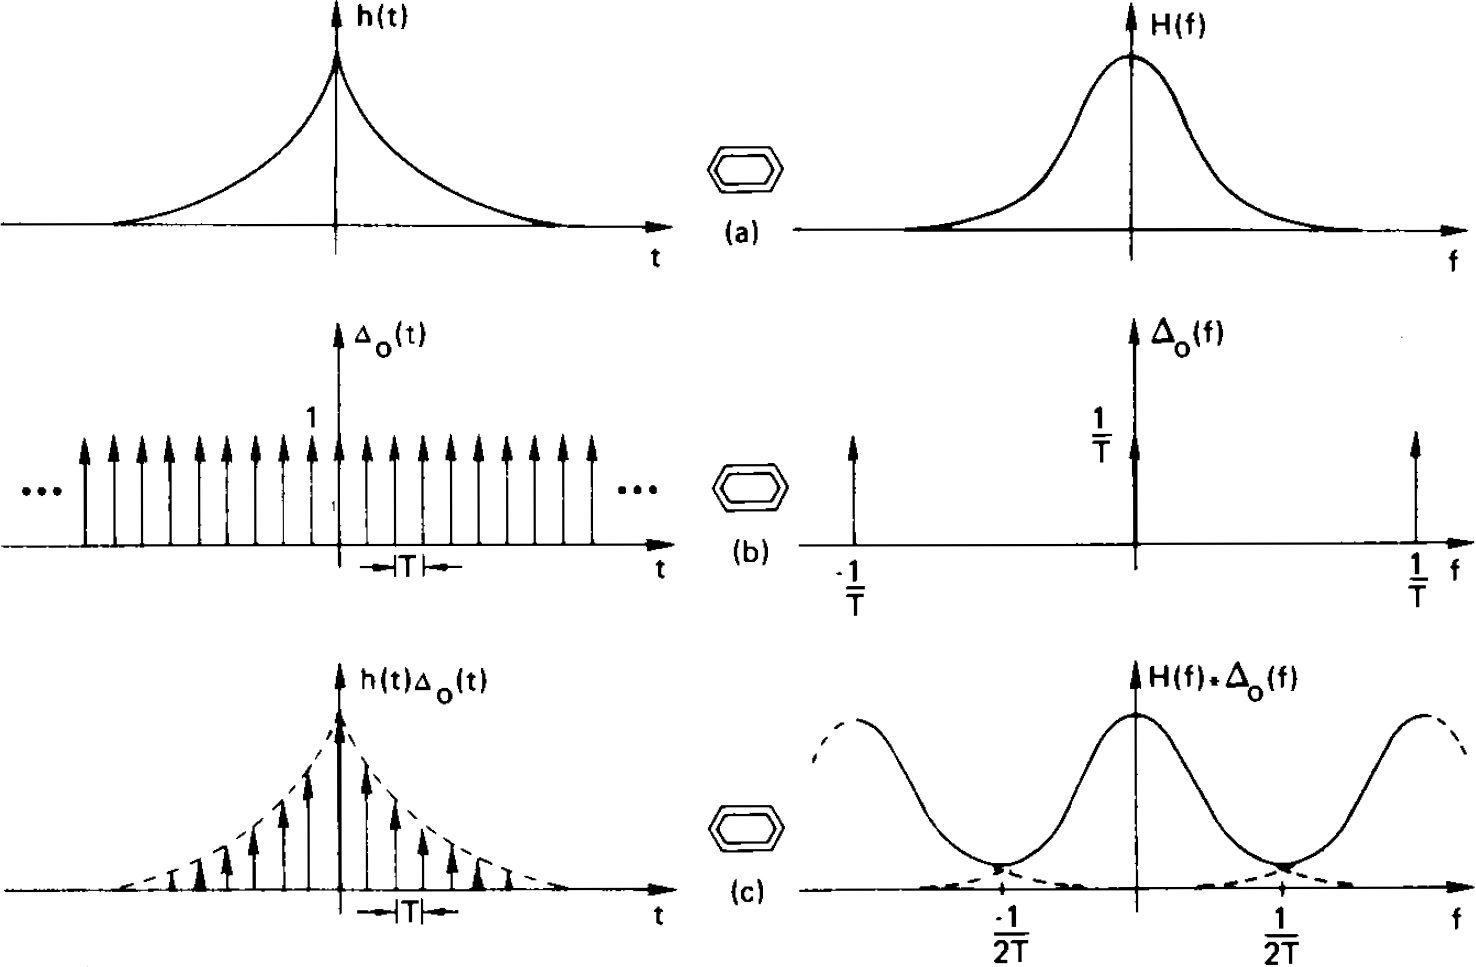 h(t)
H(f)
t
(a)
f
Δo(t)
Δo(f)
1
1/T
•••
•••
T
t
(b)
-1/T
1/T
f
h(t)Δo(t)
H(f)*Δo(f)
T
t
(c)
-1/2T
1/2T
f